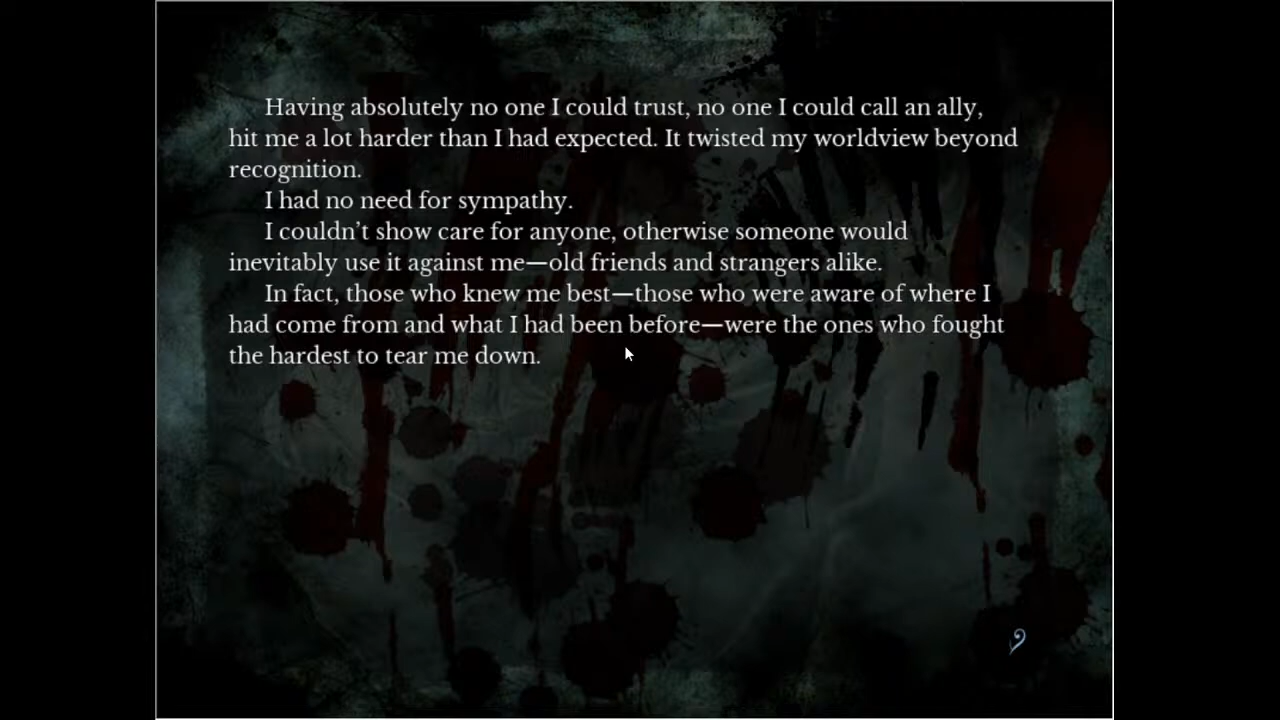 Having absolutely no one I could trust, no one I could call an ally,
hit me a lot harder than I had expected. It twisted my worldview beyond
recognition.
I had no need for sympathy.
I couldn’t show care for anyone, otherwise someone would
inevitably use it against me—old friends and strangers alike.
In fact, those who knew me best—those who were aware of where I
had come from and what I had been before—were the ones who fought
the hardest to tear me down.